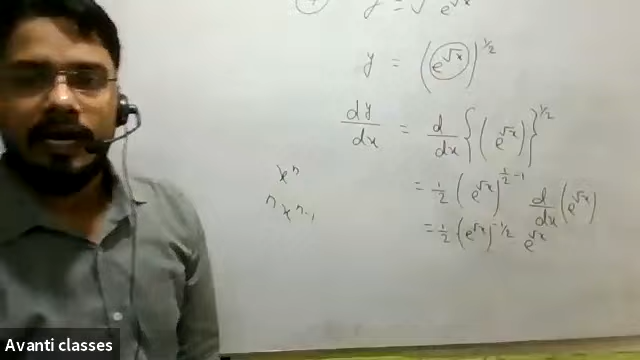 ④ y = √e^√x
y = (e^√x)^1/2
dy/dx = d/dx {(e^√x)}^1/2
x^n
n x^n-1
= 1/2 (e^√x)^1/2-1 d/dx (e^√x)
= 1/2 (e^√x)^-1/2 e^√x
Avanti classes